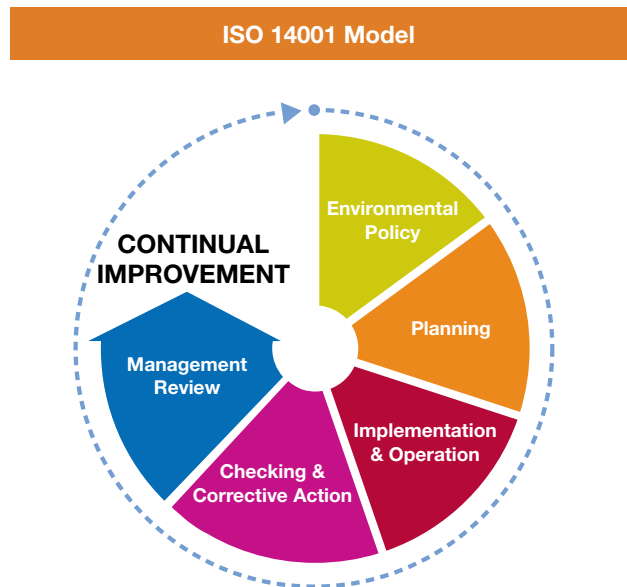 ISO 14001 Model
Environmental
Policy
Planning
Implementation
& Operation
Checking &
Corrective Action
Management
Review
CONTINUAL
IMPROVEMENT